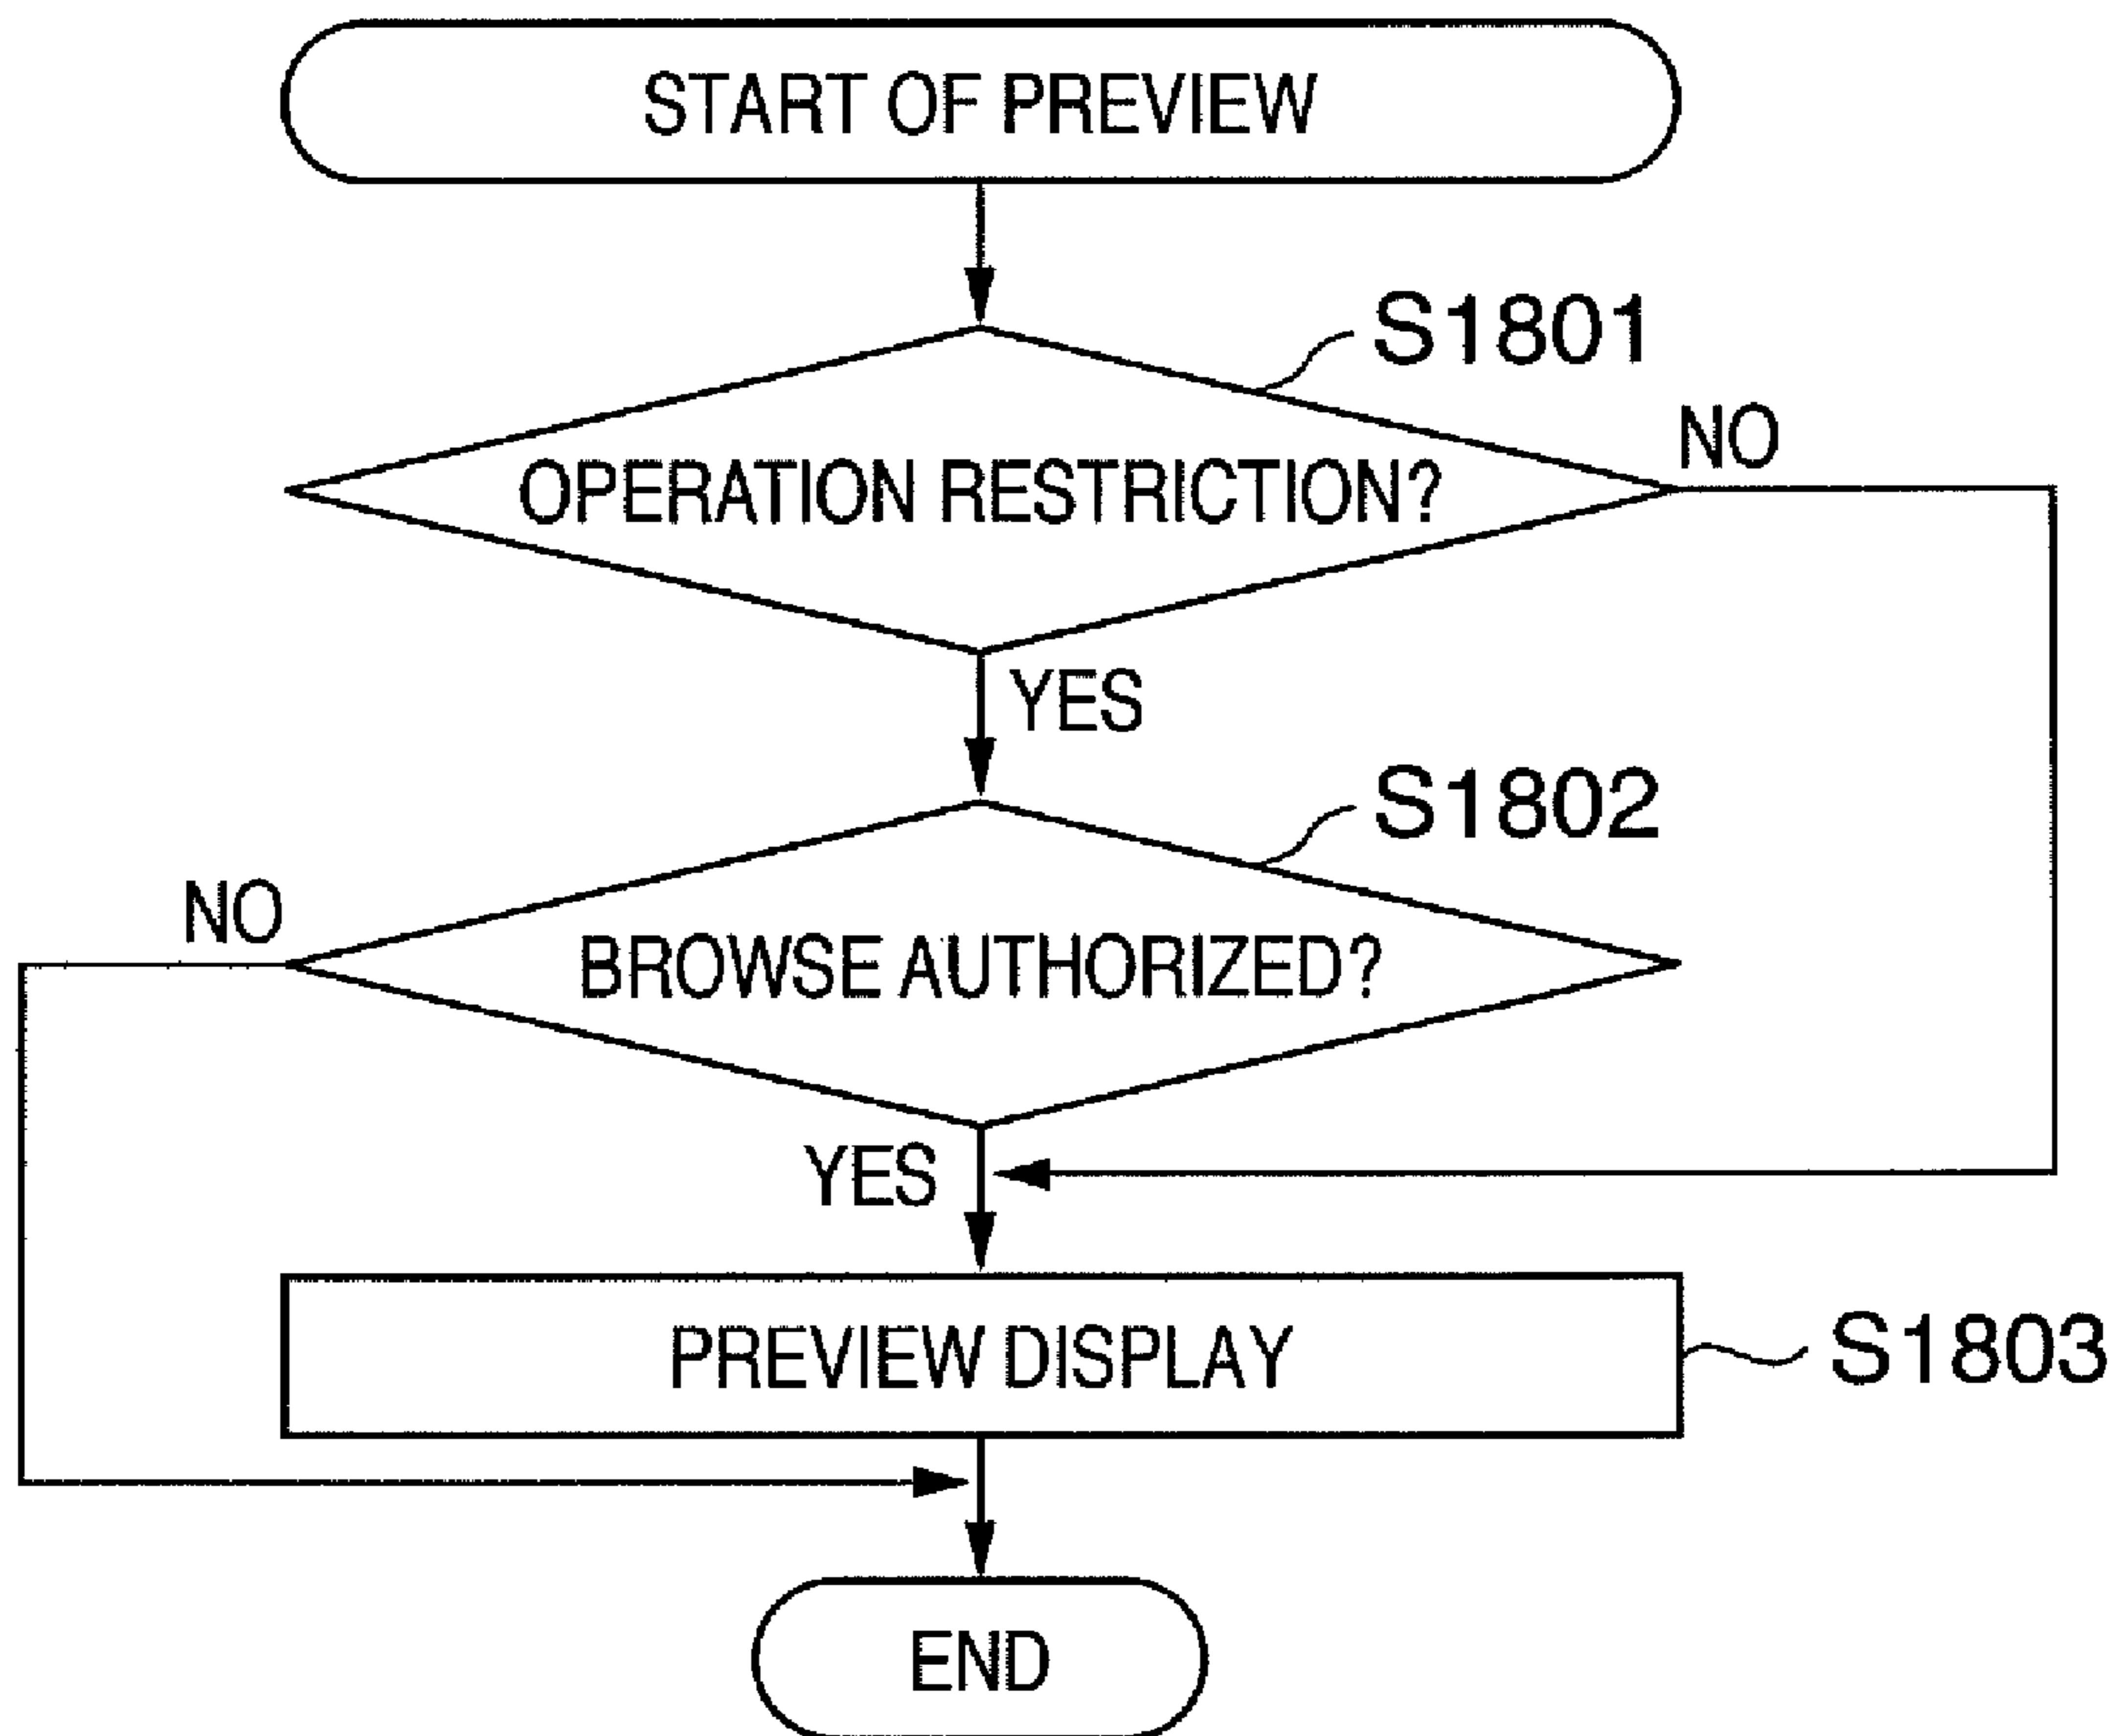 START OF PREVIEW
S1801
OPERATION RESTRICTION?
NO
YES
S1802
NO
BROWSE AUTHORIZED?
YES
PREVIEW DISPLAY
S1803
END